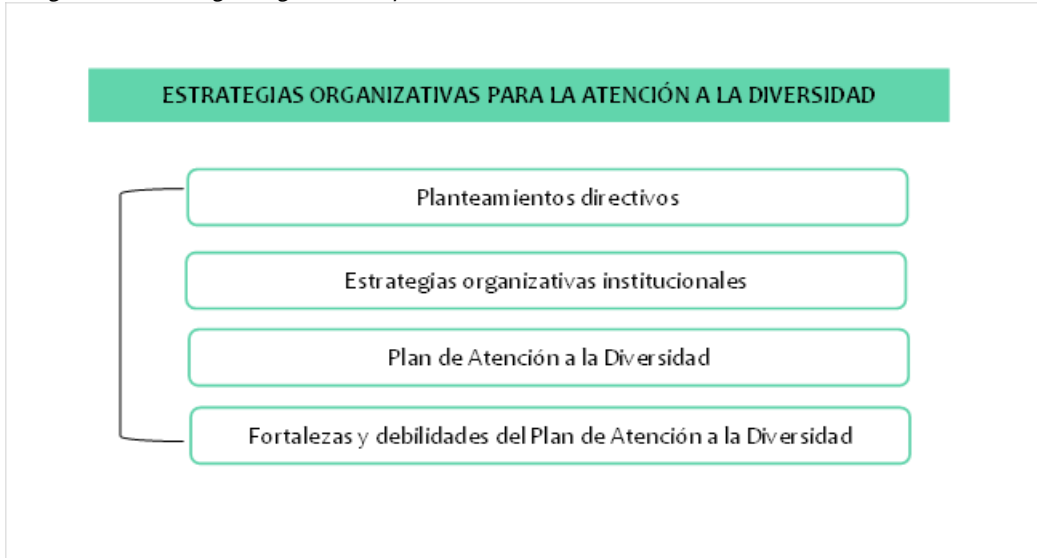 ESTRATEGIAS ORGANIZATIVAS PARA LA ATENCIÓN A LA DIVERSIDAD
Planteamientos directivos
Estrategias organizativas institucionales
Plan de Atención a la Diversidad
Fortalezas y debilidades del Plan de Atención a la Diversidad